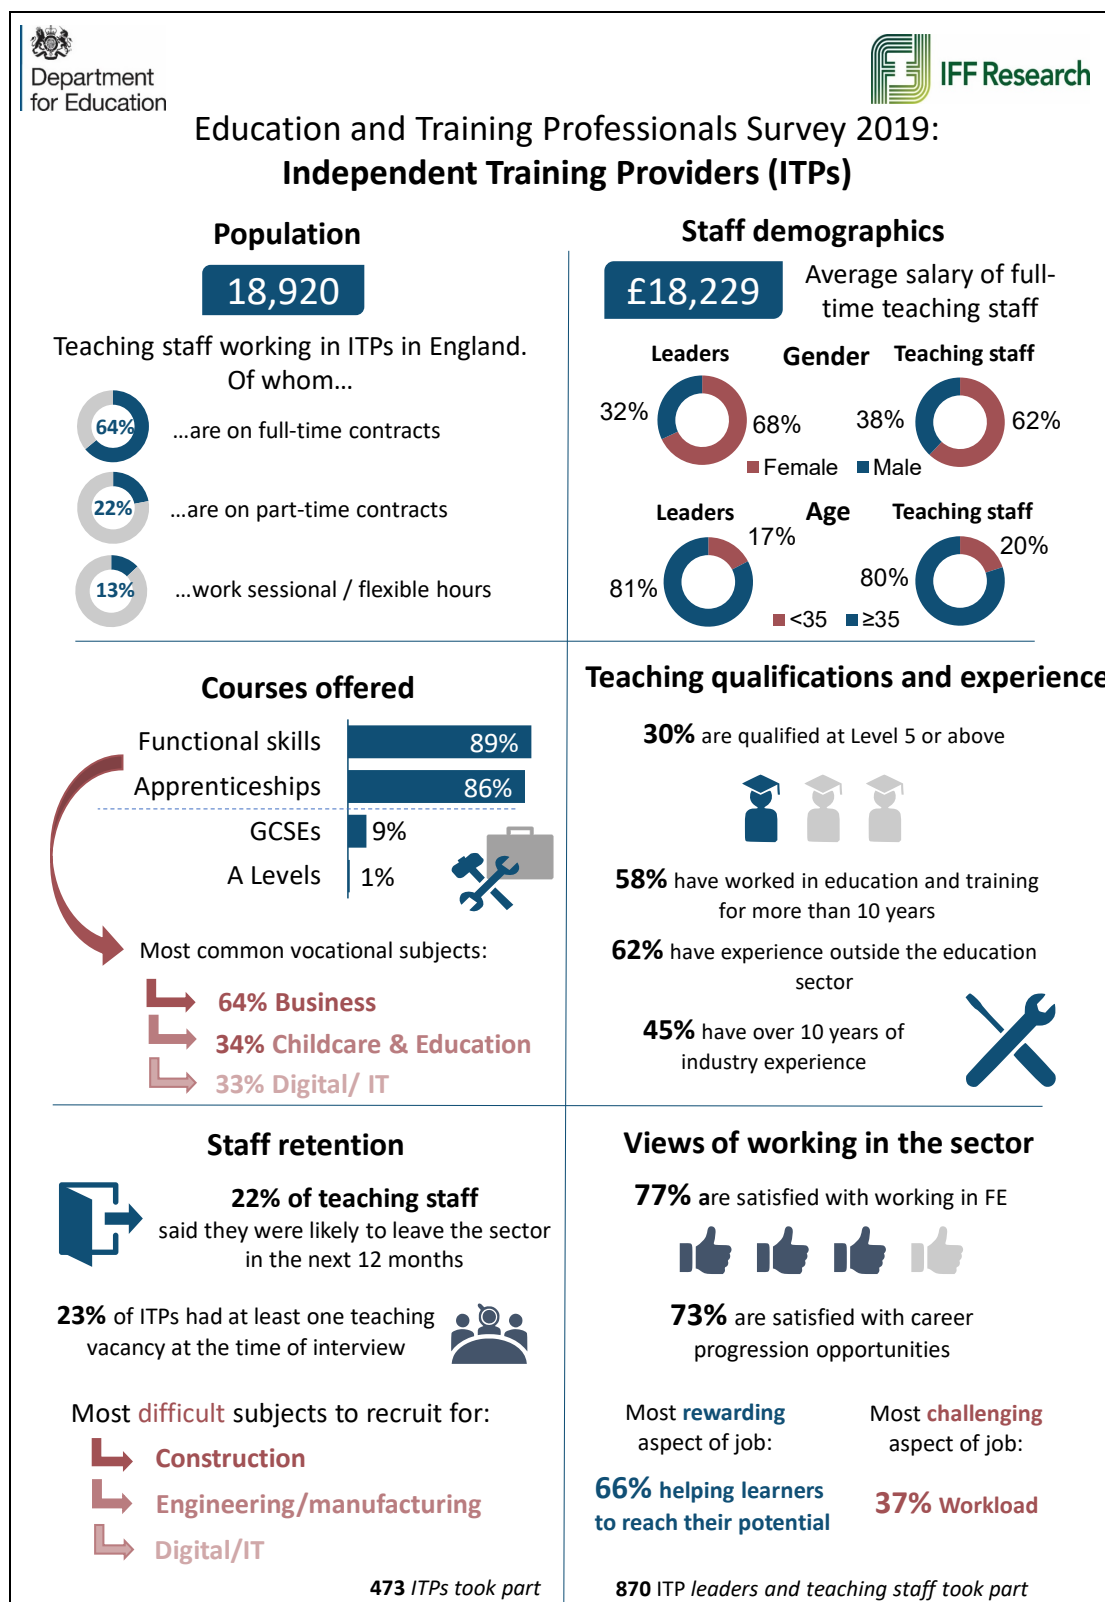 Department
for Education
IFF Research
Education and Training Professionals Survey 2019:
Independent Training Providers (ITPs)
Population
18,920
Teaching staff working in ITPs in England.
Of whom...
64%
...are on full-time contracts
22%
...are on part-time contracts
13%
...work sessional / flexible hours
Staff demographics
£18,229
Average salary of full-
time teaching staff
Leaders
Gender
Teaching staff
32%
68%
38%
62%
Female
Male
Leaders
Age
Teaching staff
17%
81%
20%
80%
<35
≥35
Courses offered
Functional skills
89%
Apprenticeships
86%
GCSEs
9%
A Levels
1%
Most common vocational subjects:
64% Business
34% Childcare & Education
33% Digital/ IT
Teaching qualifications and experience
30% are qualified at Level 5 or above
58% have worked in education and training
for more than 10 years
62% have experience outside the education
sector
45% have over 10 years of
industry experience
Staff retention
22% of teaching staff
said they were likely to leave the sector
in the next 12 months
23% of ITPs had at least one teaching
vacancy at the time of interview
Most difficult subjects to recruit for:
Construction
Engineering/manufacturing
Digital/IT
473 ITPs took part
Views of working in the sector
77% are satisfied with working in FE
73% are satisfied with career
progression opportunities
Most rewarding
aspect of job:
66% helping learners
to reach their potential
Most challenging
aspect of job:
37% Workload
870 ITP leaders and teaching staff took part